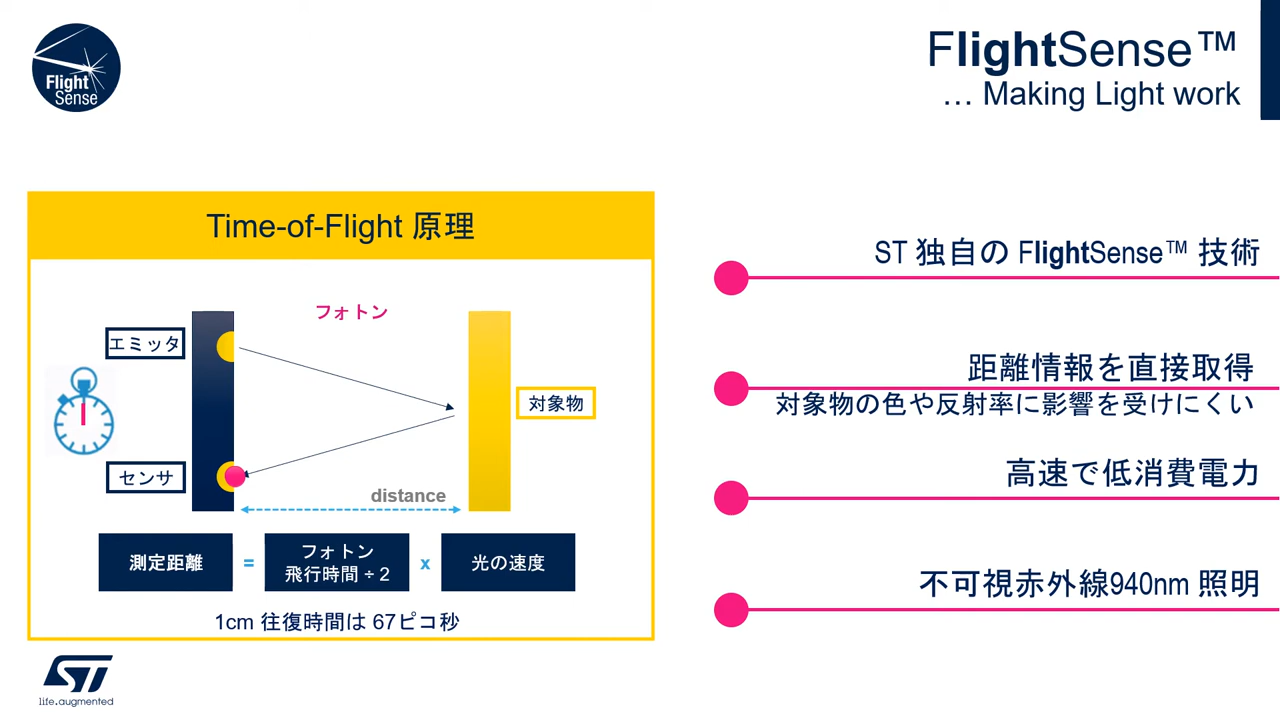 Flight
Sense
FlightSense™
… Making Light work
Time-of-Flight 原理
フォトン
エミッタ
対象物
センサ
distance
測定距離
=
フォトン
飛行時間 ÷ 2
x
光の速度
1cm 往復時間は 67ピコ秒
ST 独自の FlightSense™ 技術
距離情報を直接取得
対象物の色や反射率に影響を受けにくい
高速で低消費電力
不可視赤外線940nm 照明
ST
life.augmented